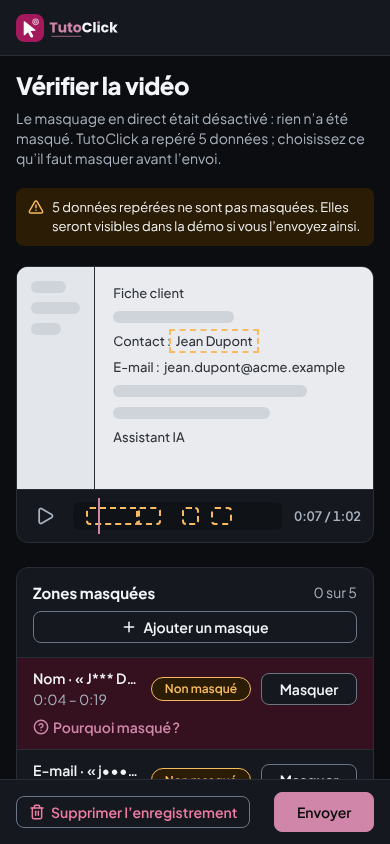 TutoClick
Vérifier la vidéo
Le masquage en direct était désactivé : rien n'a été
masqué. TutoClick a repéré 5 données ; choisissez ce
qu'il faut masquer avant l'envoi.
5 données repérées ne sont pas masquées. Elles
seront visibles dans la démo si vous l'envoyez ainsi.
Fiche client
Contact : Jean Dupont
E-mail : jean.dupont@acme.example
Assistant IA
0:07 / 1:02
Zones masquées 0 sur 5
+ Ajouter un masque
Nom · « J*** D... Non masqué Masquer
0:04 – 0:19
Pourquoi masqué ?
E-mail · « j•••... Non masqué Masquer
Supprimer l'enregistrement Envoyer